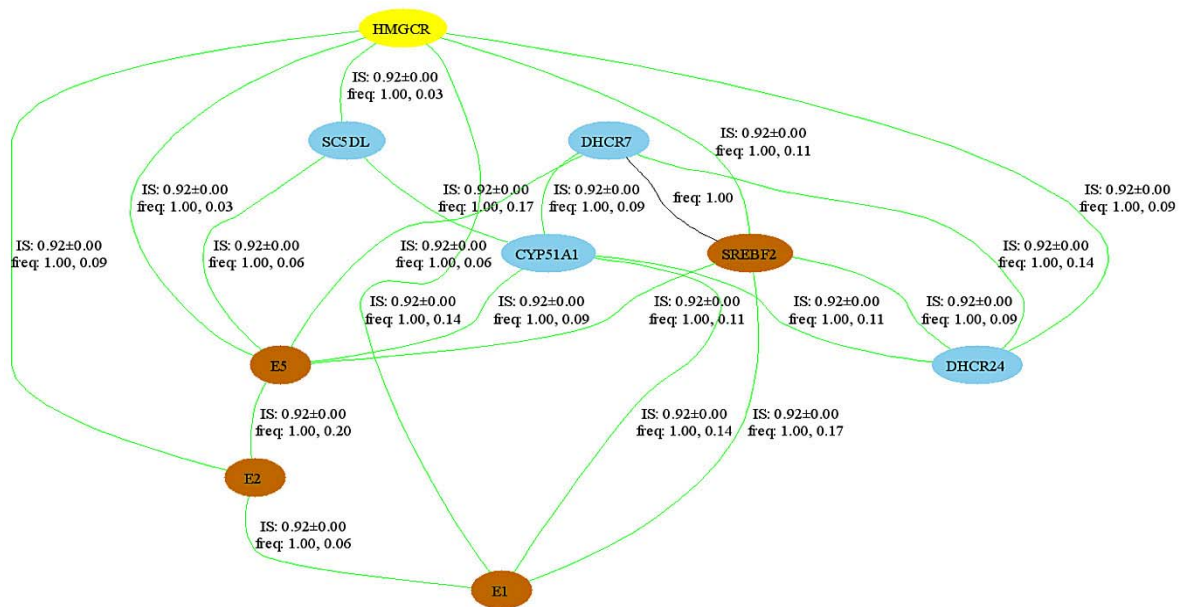 HMGCR
IS: 0.92±0.00
freq: 1.00, 0.03
SC5DL
DHCR7
IS: 0.92±0.00
freq: 1.00, 0.11
IS: 0.92±0.00
freq: 1.00, 0.03
IS: 0.92±0.00
freq: 1.00, 0.17
IS: 0.92±0.00
freq: 1.00, 0.09
freq: 1.00
IS: 0.92±0.00
freq: 1.00, 0.09
IS: 0.92±0.00
freq: 1.00, 0.09
IS: 0.92±0.00
freq: 1.00, 0.06
IS: 0.92±0.00
freq: 1.00, 0.06
CYP51A1
SREBF2
IS: 0.92±0.00
freq: 1.00, 0.14
IS: 0.92±0.00
freq: 1.00, 0.14
IS: 0.92±0.00
freq: 1.00, 0.09
IS: 0.92±0.00
freq: 1.00, 0.11
IS: 0.92±0.00
freq: 1.00, 0.11
IS: 0.92±0.00
freq: 1.00, 0.09
E5
DHCR24
IS: 0.92±0.00
freq: 1.00, 0.20
IS: 0.92±0.00
freq: 1.00, 0.14
IS: 0.92±0.00
freq: 1.00, 0.17
E2
IS: 0.92±0.00
freq: 1.00, 0.06
E1